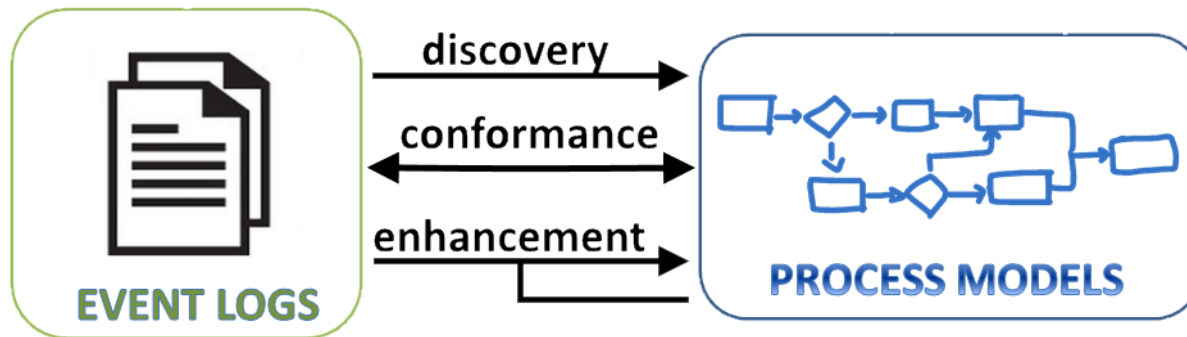 discovery
conformance
enhancement
EVENT LOGS
PROCESS MODELS